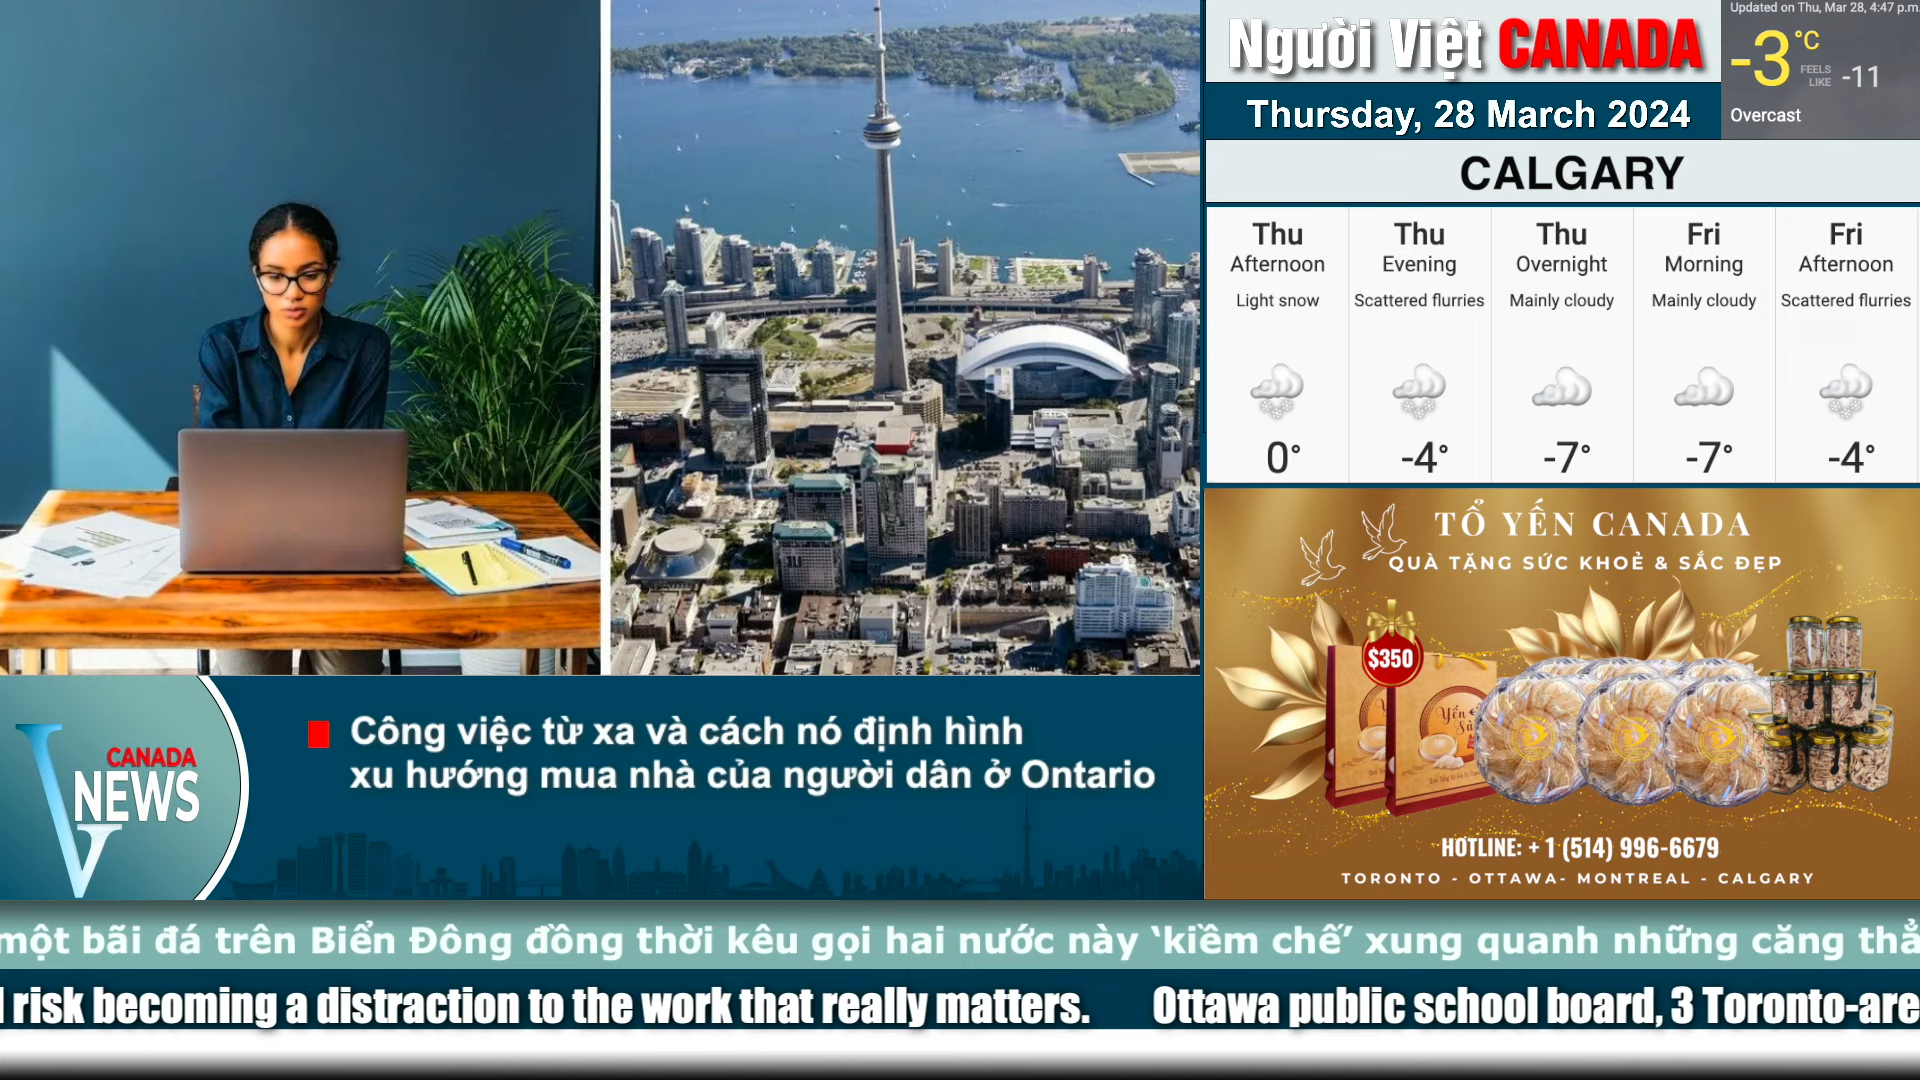 Người Việt CANADA
Thursday, 28 March 2024
Updated on Thu, Mar 28, 4:47 p.m.
-3°C
FEELS LIKE -11
Overcast
CALGARY
Thu Afternoon
Light snow
0°
Thu Evening
Scattered flurries
-4°
Thu Overnight
Mainly cloudy
-7°
Fri Morning
Mainly cloudy
-7°
Fri Afternoon
Scattered flurries
-4°
TỔ YẾN CANADA
QUÀ TẶNG SỨC KHOẺ & SẮC ĐẸP
$350
Yến Sà
HOTLINE: + 1 (514) 996-6679
TORONTO - OTTAWA- MONTREAL - CALGARY
V CANADA
NEWS
Công việc từ xa và cách nó định hình
xu hướng mua nhà của người dân ở Ontario
một bãi đá trên Biển Đông đồng thời kêu gọi hai nước này ‘kiềm chế’ xung quanh những căng thẳ
risk becoming a distraction to the work that really matters. Ottawa public school board, 3 Toronto-are